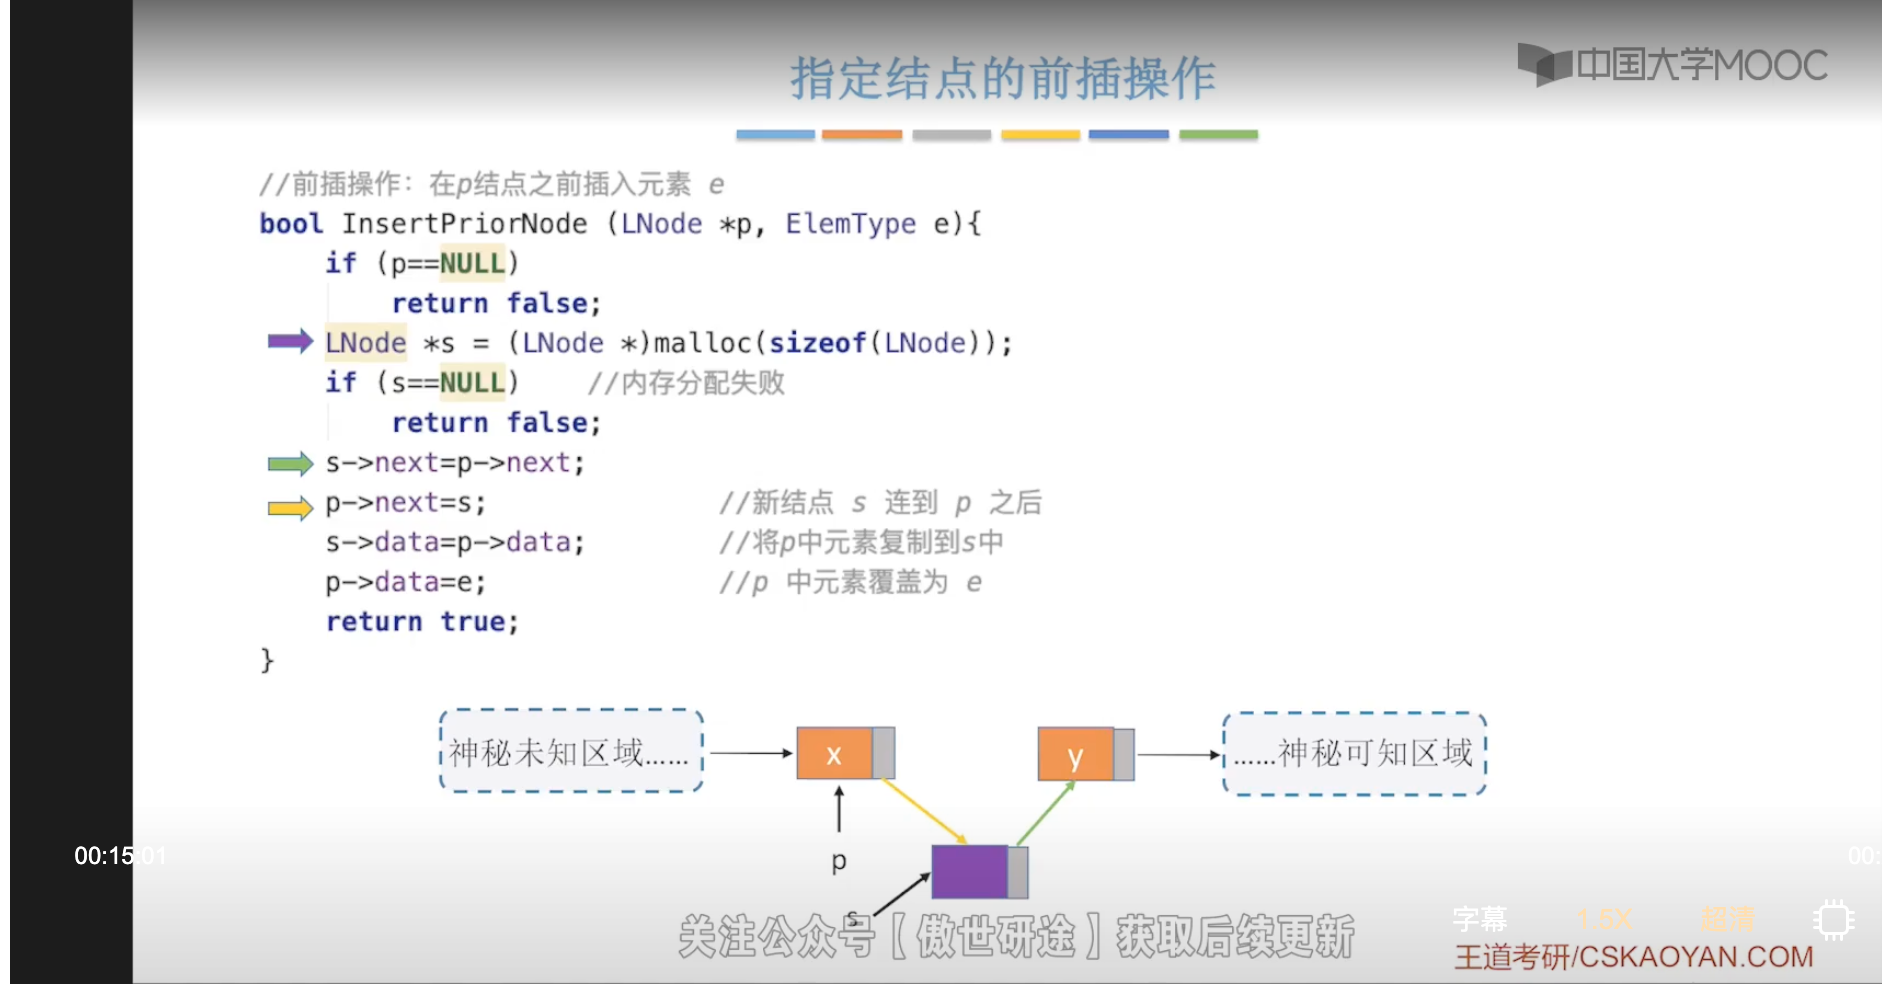 中国大学MOOC
指定结点的前插操作
//前插操作：在p结点之前插入元素 e
bool InsertPriorNode (LNode *p, ElemType e){
    if (p==NULL)
        return false;
    LNode *s = (LNode *)malloc(sizeof(LNode));
    if (s==NULL)    //内存分配失败
        return false;
    s->next=p->next;
    p->next=s;              //新结点 s 连到 p 之后
    s->data=p->data;        //将p中元素复制到s中
    p->data=e;              //p 中元素覆盖为 e
    return true;
}
神秘未知区域…… x y ……神秘可知区域
00:15:01 p 00:
s
字幕 1.5X 超清
关注公众号【傲世研途】获取后续更新
王道考研/CSKAOYAN.COM